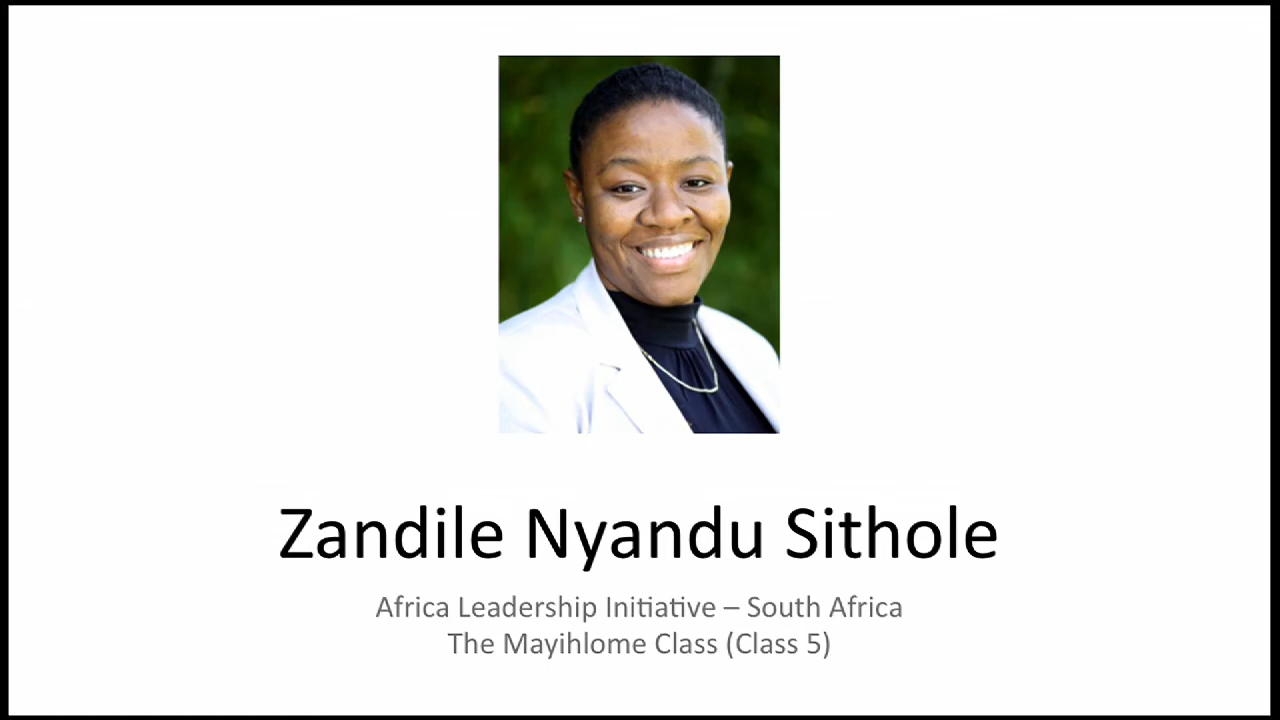 Zandile Nyandu Sithole
Africa Leadership Initiative – South Africa
The Mayihlome Class (Class 5)